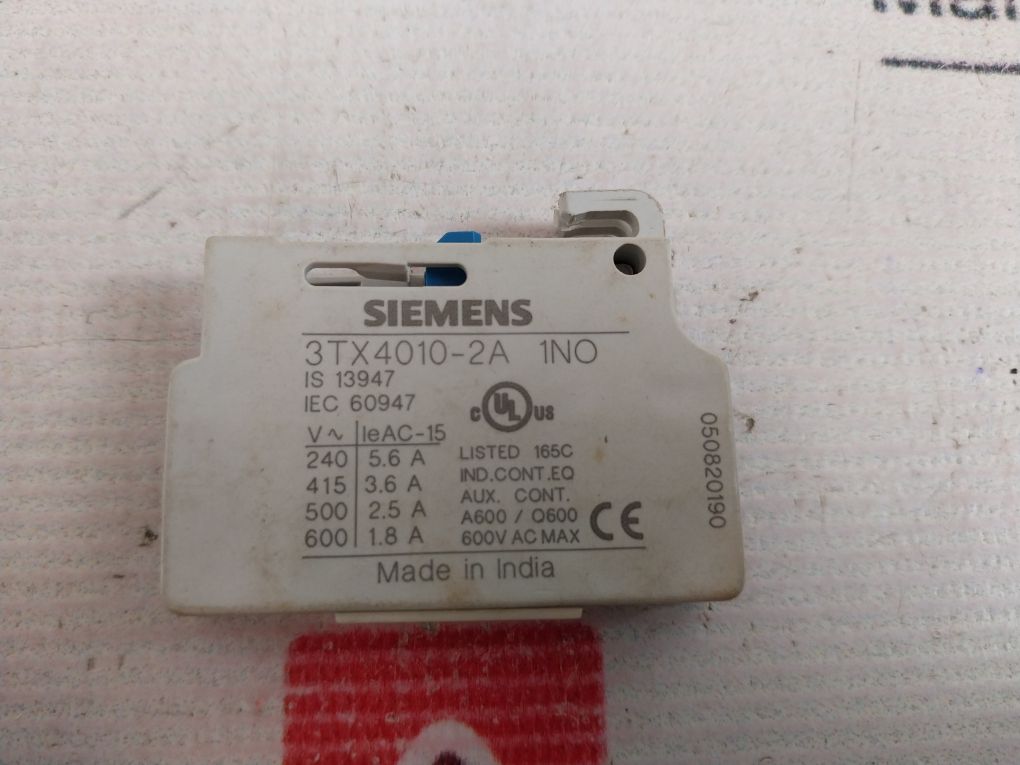 SIEMENS
3TX4010-2A 1NO
IS 13947
IEC 60947
V∿ IeAC-15
240 5.6 A
415 3.6 A
500 2.5 A
600 1.8 A
C UL US
LISTED 165C
IND.CONT.EQ
AUX. CONT.
A600 / Q600
600V AC MAX
CE
Made in India
050820190